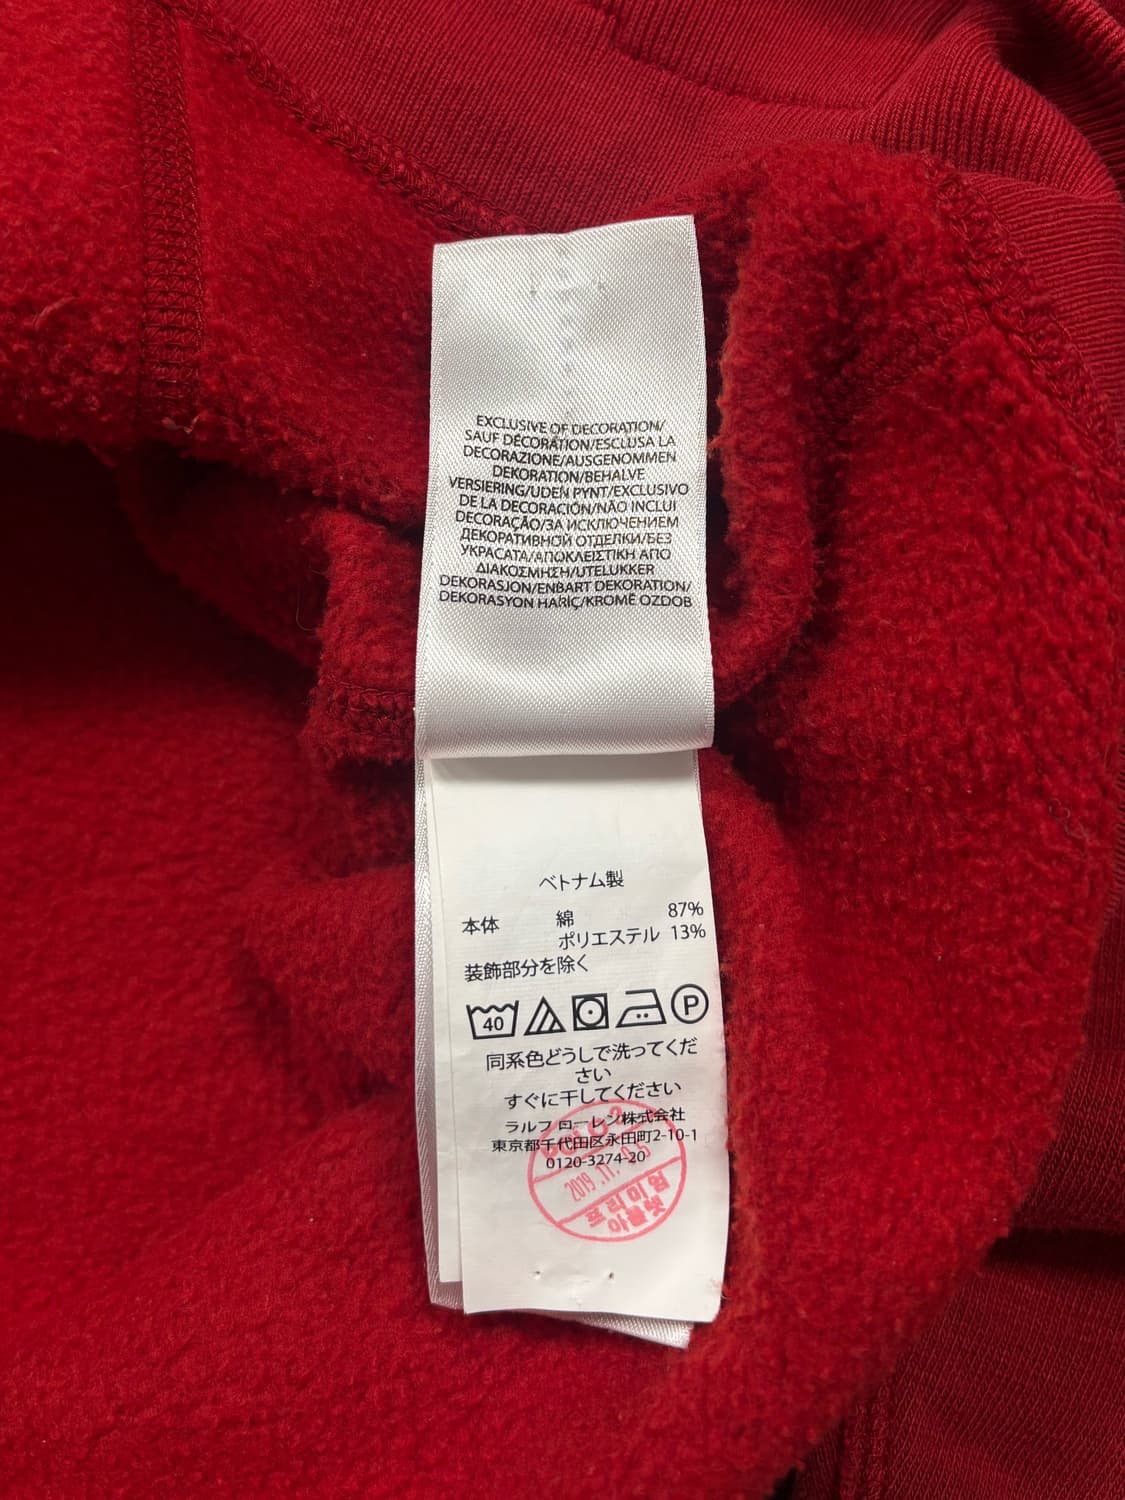 EXCLUSIVE OF DECORATION/
SAUF DÉCORATION/ESCLUSA LA
DECORAZIONE/AUSGENOMMEN
DEKORATION/BEHALVE
VERSIERING/UDEN PYNT/EXCLUSIVO
DE LA DECORACIÓN/NÃO INCLUI
DECORAÇÃO/ЗА ИСКЛЮЧЕНИЕМ
ДЕКОРАТИВНОЙ ОТДЕЛКИ/БЕЗ
УКРАСАТА/ΑΠΟΚΛΕΙΣΤΙΚΗ ΑΠΟ
ΔΙΑΚΟΣΜΗΣΗ/UTELUKKER
DEKORASJON/ENBART DEKORATION/
DEKORASYON HARİÇ/KROMĚ OZDOB
ベトナム製
本体 綿 87%
ポリエステル 13%
装飾部分を除く
40 P
同系色どうしで洗ってくだ
さい
すぐに干してください
ラルフ ローレン株式会社
東京都千代田区永田町2-10-1
0120-3274-20
POLO 2
2019 .11.